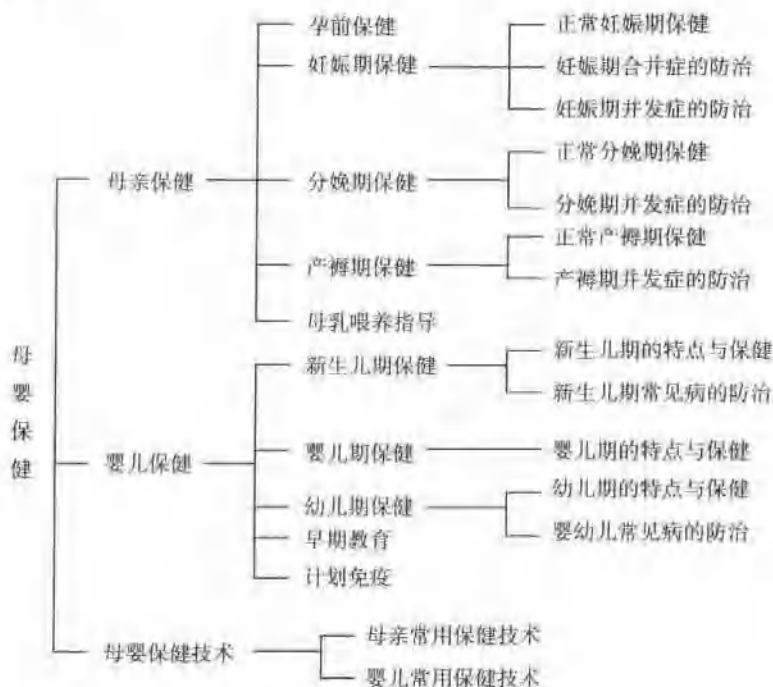 孕前保健
正常妊娠期保健
妊娠期保健
妊娠期合并症的防治
妊娠期并发症的防治
正常分娩期保健
母亲保健
分娩期保健
分娩期并发症的防治
正常产褥期保健
产褥期保健
产褥期并发症的防治
母乳喂养指导
母婴保健
新生儿期保健
新生儿期的特点与保健
新生儿期常见病的防治
婴儿保健
婴儿期保健
婴儿期的特点与保健
幼儿期的特点与保健
幼儿期保健
婴幼儿常见病的防治
早期教育
计划免疫
母亲常用保健技术
母婴保健技术
婴儿常用保健技术